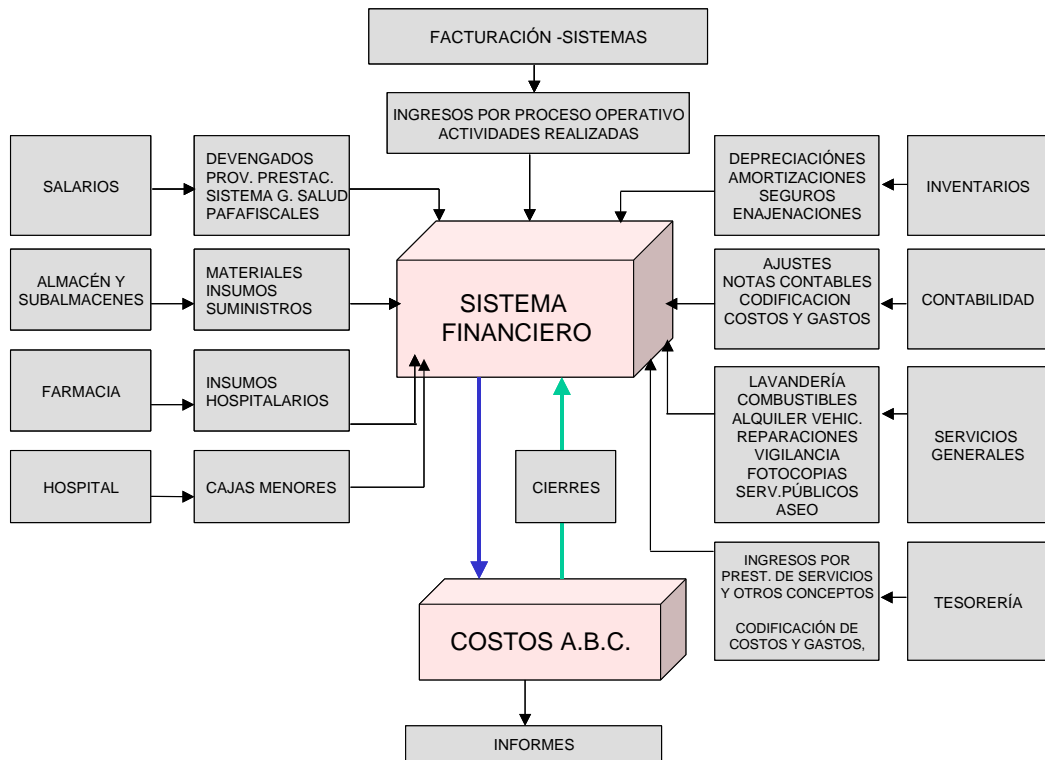 FACTURACIÓN -SISTEMAS
INGRESOS POR PROCESO OPERATIVO
ACTIVIDADES REALIZADAS
SALARIOS
DEVENGADOS
PROV. PRESTAC.
SISTEMA G. SALUD
PAFAFISCALES
DEPRECIACIÓNES
AMORTIZACIONES
SEGUROS
ENAJENACIONES
INVENTARIOS
ALMACÉN Y
SUBALMACENES
MATERIALES
INSUMOS
SUMINISTROS
SISTEMA
FINANCIERO
AJUSTES
NOTAS CONTABLES
CODIFICACION
COSTOS Y GASTOS
CONTABILIDAD
FARMACIA
INSUMOS
HOSPITALARIOS
LAVANDERÍA
COMBUSTIBLES
ALQUILER VEHIC.
REPARACIONES
VIGILANCIA
FOTOCOPIAS
SERV.PÚBLICOS
ASEO
SERVICIOS
GENERALES
HOSPITAL
CAJAS MENORES
CIERRES
INGRESOS POR
PREST. DE SERVICIOS
Y OTROS CONCEPTOS
CODIFICACIÓN DE
COSTOS Y GASTOS,
TESORERÍA
COSTOS A.B.C.
INFORMES